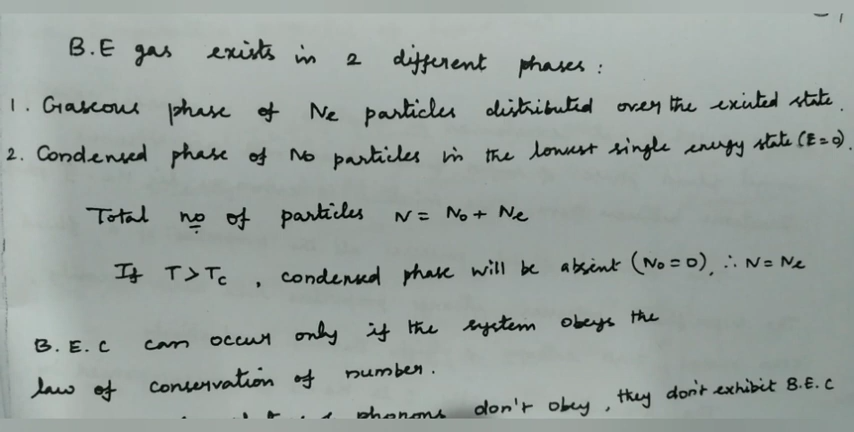 B.E gas exists in 2 different phases :
1. Gaseous phase of Ne particles distributed over the exicted state.
2. Condensed phase of No particles in the lowest single energy state (E=0).
Total no of particles N = No + Ne
If T>Tc , condensed phase will be absent (No=0), ∴ N = Ne
B.E.C can occur only if the system obeys the
law of conservation of number.
phonons don't obey, they don't exhibit B.E.C